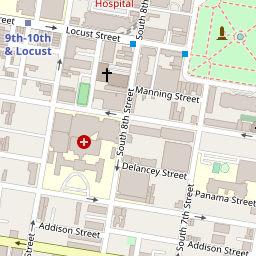 Hospital
South 8th
Locust Street
9th-10th
& Locust
Manning Street
South 8th Street
Delancey Street
Panama Street
South 7th Street
Addison Street
Addison Street
Street